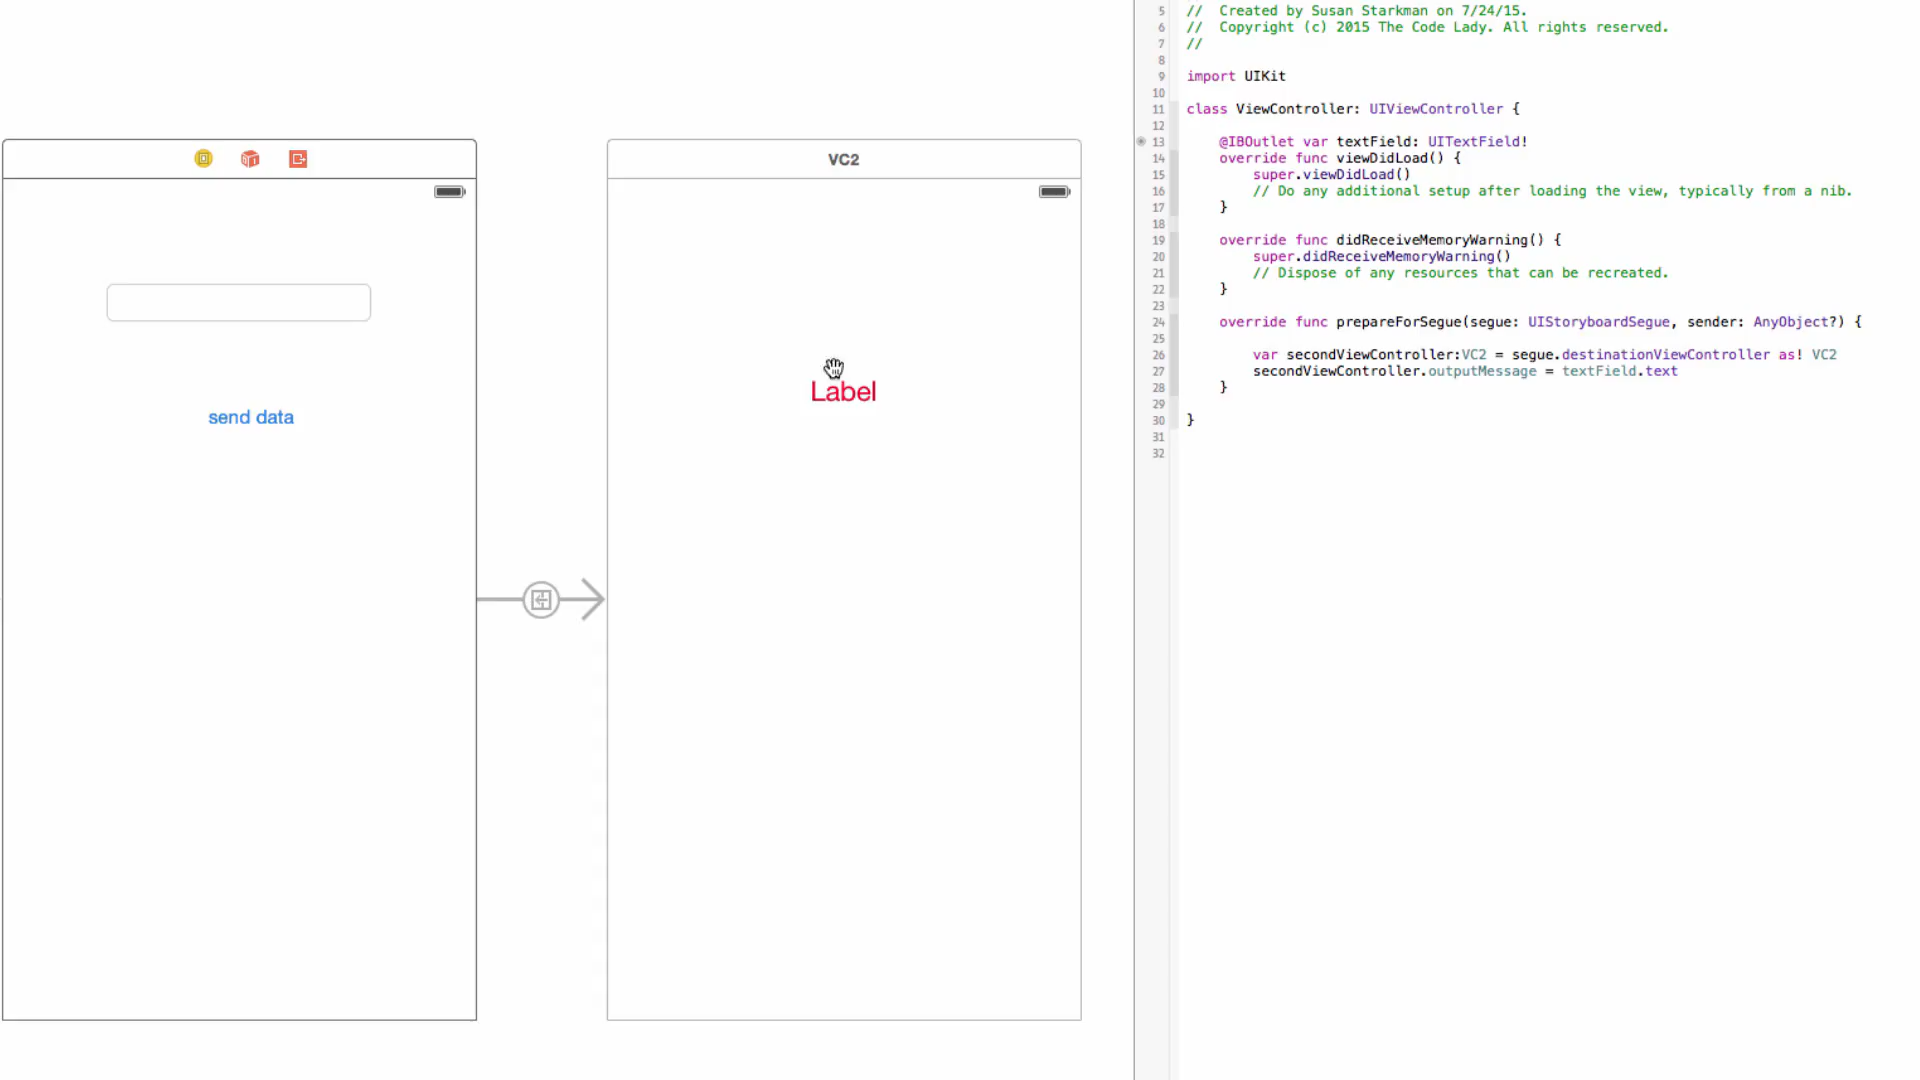 VC2
send data
Label
5 //  Created by Susan Starkman on 7/24/15.
6 //  Copyright (c) 2015 The Code Lady. All rights reserved.
7 //
8
9 import UIKit
10
11 class ViewController: UIViewController {
12
13     @IBOutlet var textField: UITextField!
14     override func viewDidLoad() {
15         super.viewDidLoad()
16         // Do any additional setup after loading the view, typically from a nib.
17     }
18
19     override func didReceiveMemoryWarning() {
20         super.didReceiveMemoryWarning()
21         // Dispose of any resources that can be recreated.
22     }
23
24     override func prepareForSegue(segue: UIStoryboardSegue, sender: AnyObject?) {
25
26         var secondViewController:VC2 = segue.destinationViewController as! VC2
27         secondViewController.outputMessage = textField.text
28     }
29
30 }
31
32